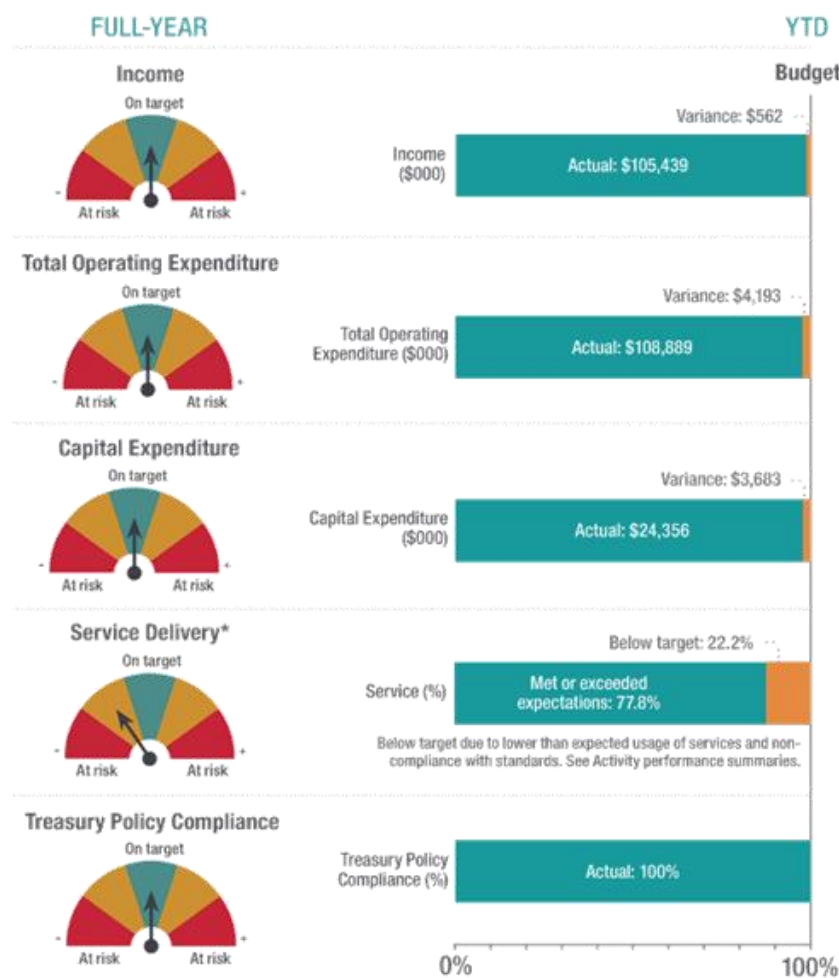 FULL-YEAR
YTD
Income
Budget
On target
Variance: $562
Income
($000)
Actual: $105,439
-
+
At risk
At risk
Total Operating Expenditure
On target
Variance: $4,193
Total Operating
Expenditure ($000)
Actual: $108,889
-
+
At risk
At risk
Capital Expenditure
On target
Variance: $3,683
Capital Expenditure
($000)
Actual: $24,356
-
+
At risk
At risk
Service Delivery*
On target
Below target: 22.2%
Service (%)
Met or exceeded
expectations: 77.8%
-
+
At risk
At risk
Below target due to lower than expected usage of services and non-
compliance with standards. See Activity performance summaries.
Treasury Policy Compliance
On target
Treasury Policy
Compliance (%)
Actual: 100%
-
+
At risk
At risk
0%
100%